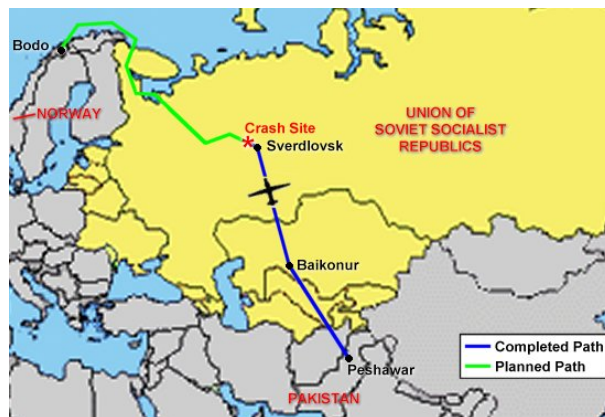 Bodo
NORWAY
Crash Site
Sverdlovsk
UNION OF
SOVIET SOCIALIST
REPUBLICS
Baikonur
Peshawar
PAKISTAN
Completed Path
Planned Path